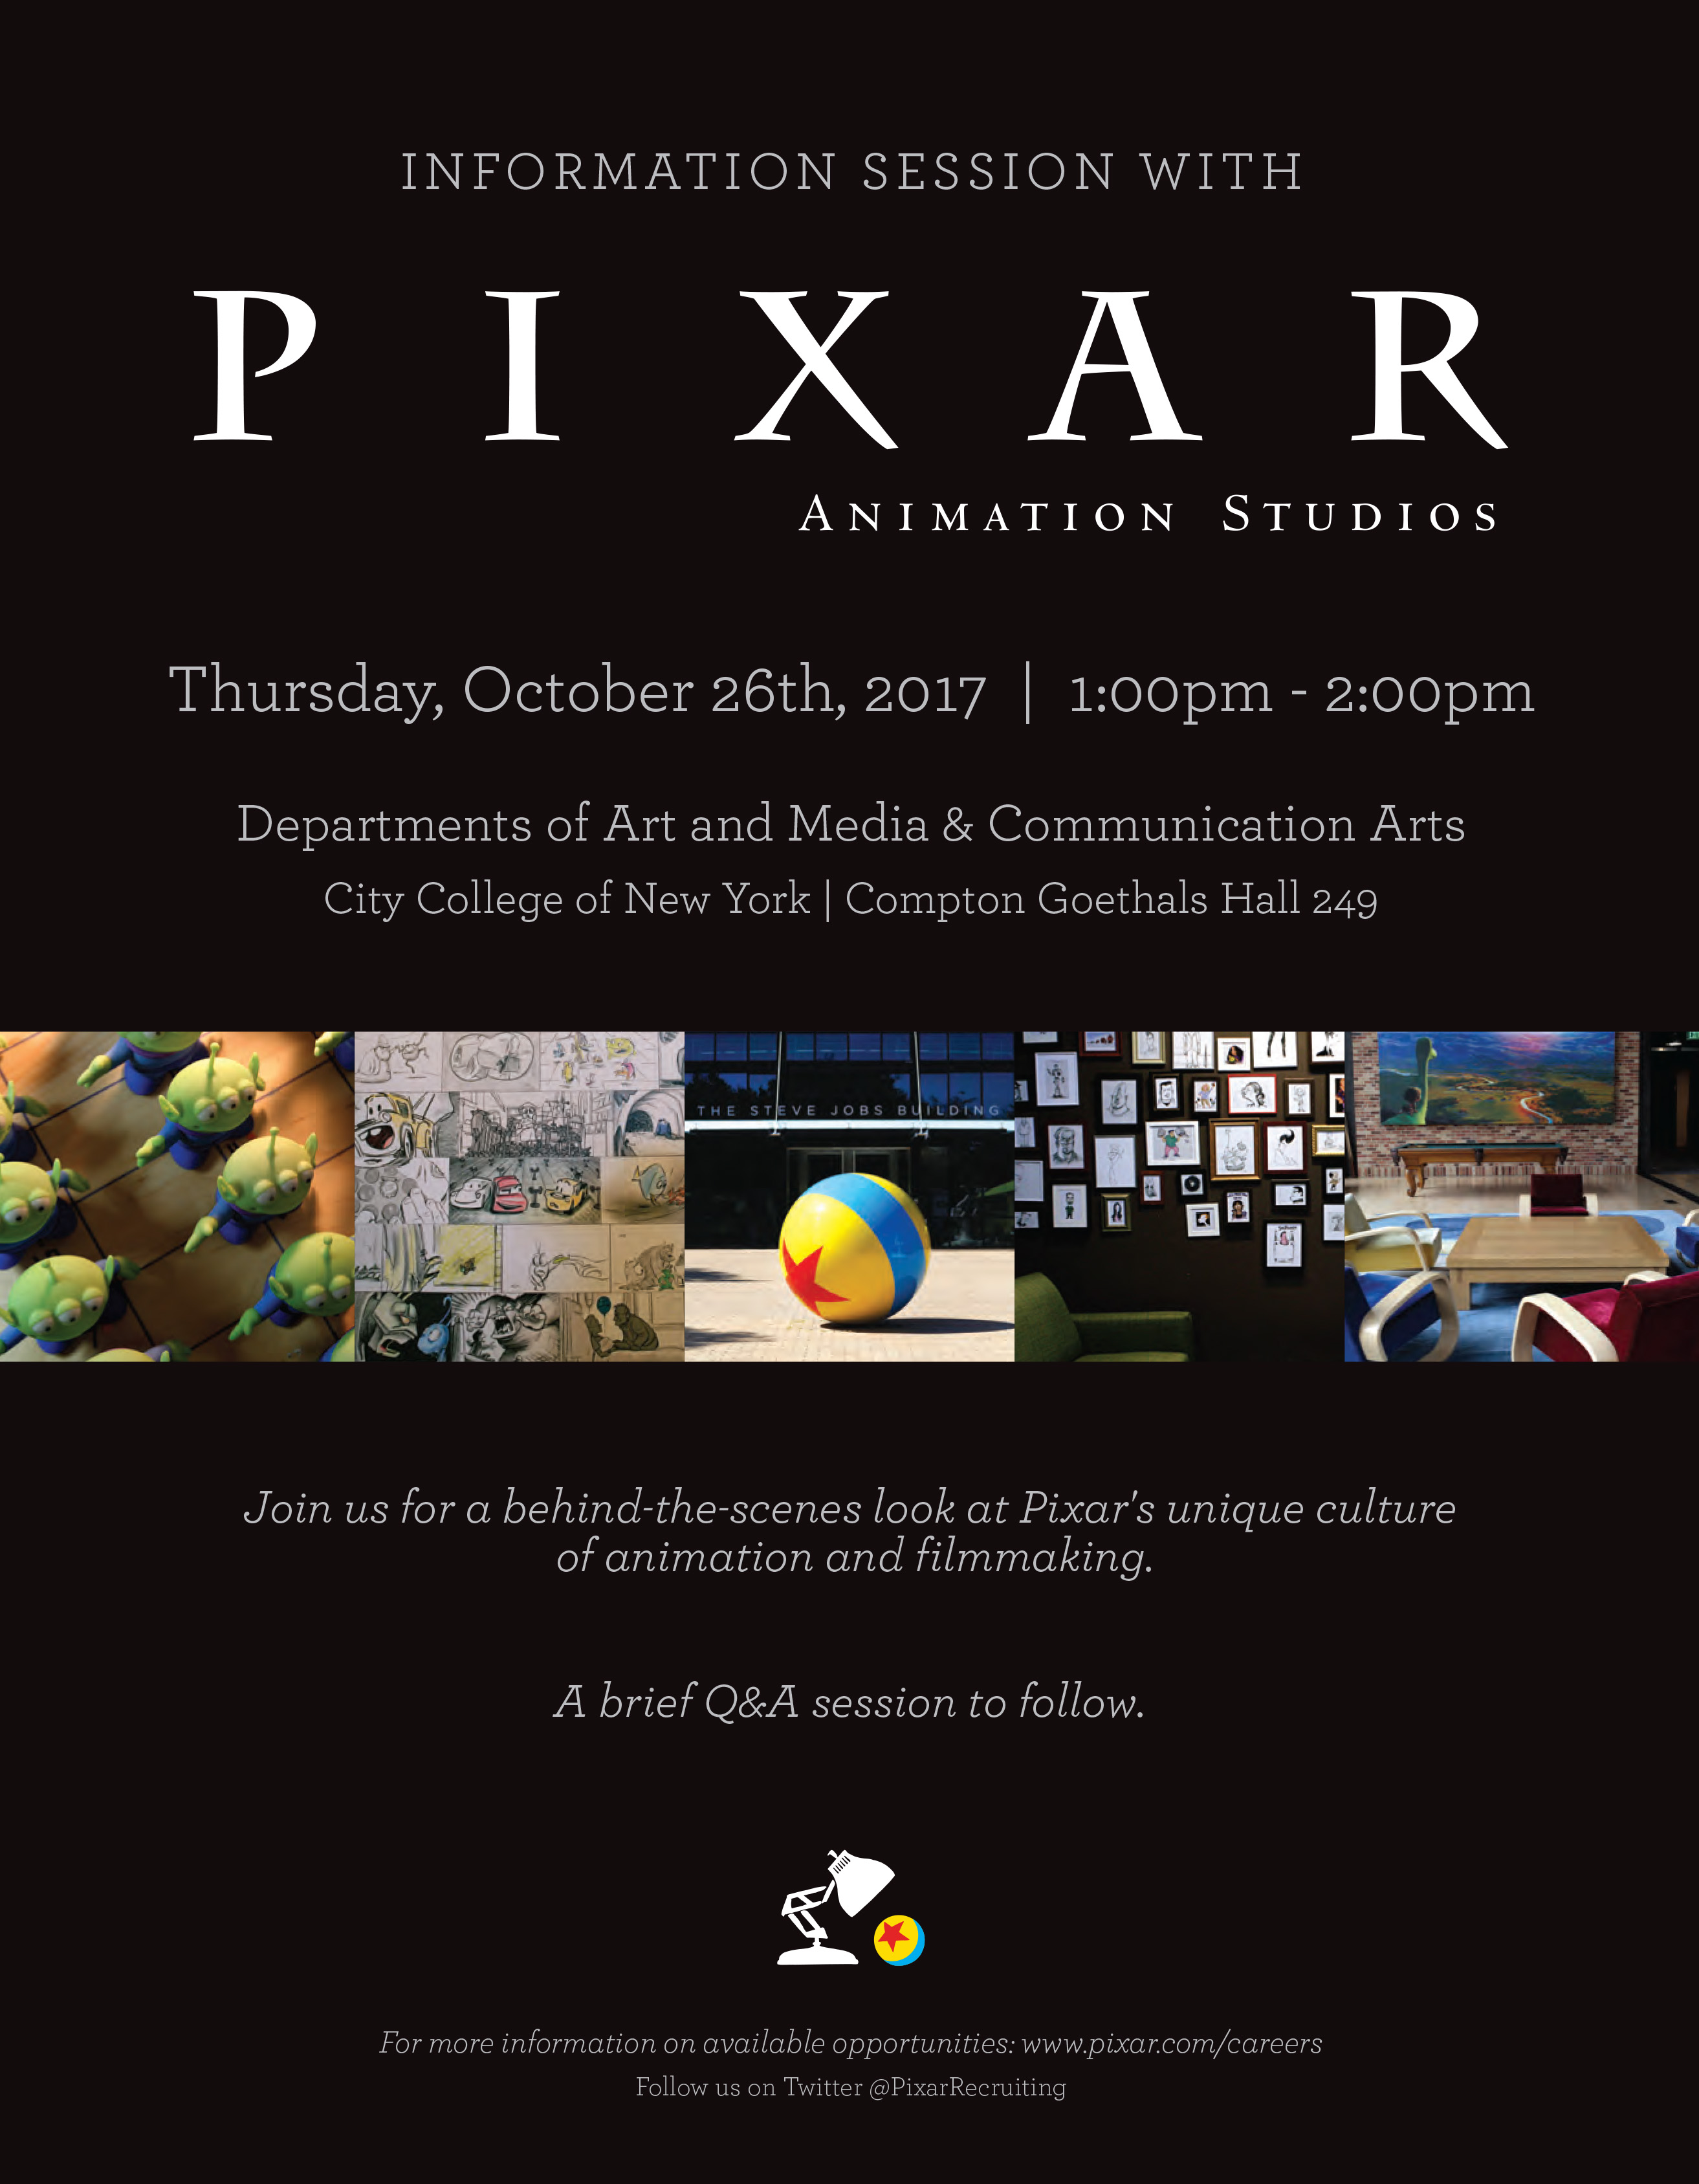 INFORMATION SESSION WITH
PIXAR
ANIMATION STUDIOS
Thursday, October 26th, 2017 | 1:00pm - 2:00pm
Departments of Art and Media & Communication Arts
City College of New York | Compton Goethals Hall 249
THE STEVE JOBS BUILDING
Join us for a behind-the-scenes look at Pixar's unique culture
of animation and filmmaking.
A brief Q&A session to follow.
For more information on available opportunities: www.pixar.com/careers
Follow us on Twitter @PixarRecruiting